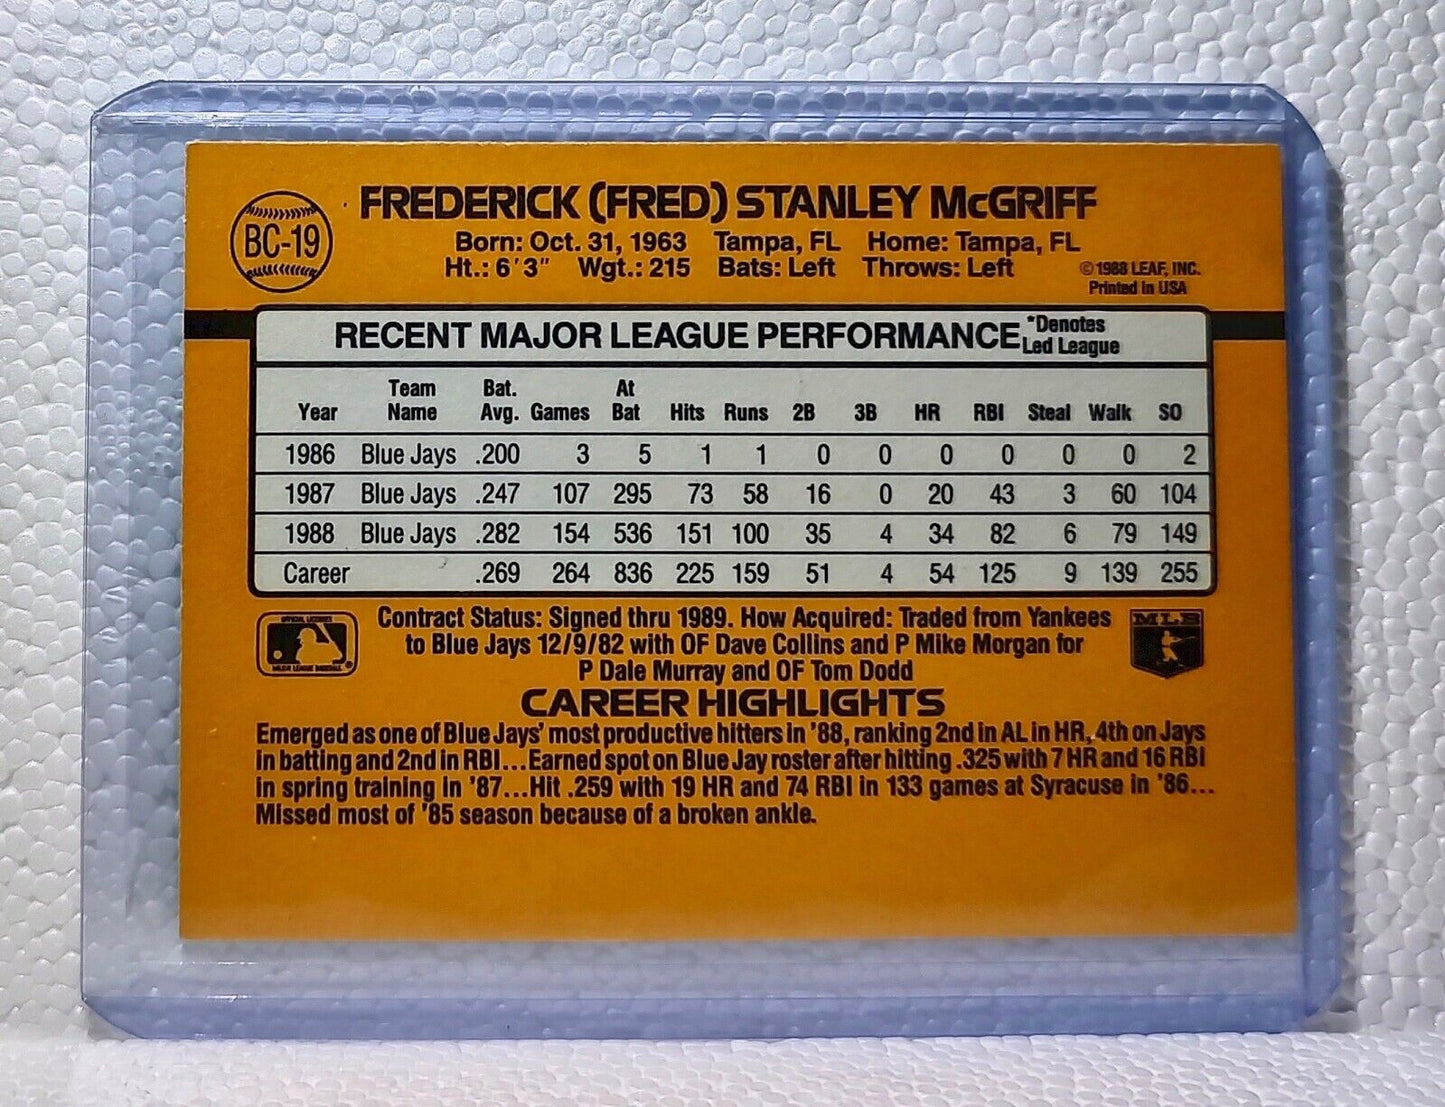 BC-19
FREDERICK (FRED) STANLEY McGRIFF
Born: Oct. 31, 1963 Tampa, FL Home: Tampa, FL
Ht.: 6'3" Wgt.: 215 Bats: Left Throws: Left
©1988 LEAF, INC.
Printed in USA
RECENT MAJOR LEAGUE PERFORMANCE *Denotes
Led League
Year Team Name Bat. Avg. Games At Bat Hits Runs 2B 3B HR RBI Steal Walk SO
1986 Blue Jays .200 3 5 1 1 0 0 0 0 0 0 2
1987 Blue Jays .247 107 295 73 58 16 0 20 43 3 60 104
1988 Blue Jays .282 154 536 151 100 35 4 34 82 6 79 149
Career .269 264 836 225 159 51 4 54 125 9 139 255
Contract Status: Signed thru 1989. How Acquired: Traded from Yankees
to Blue Jays 12/9/82 with OF Dave Collins and P Mike Morgan for
P Dale Murray and OF Tom Dodd
MLB
MAJOR LEAGUE BASEBALL
CAREER HIGHLIGHTS
Emerged as one of Blue Jays' most productive hitters in '88, ranking 2nd in AL in HR, 4th on Jays
in batting and 2nd in RBI...Earned spot on Blue Jay roster after hitting .325 with 7 HR and 16 RBI
in spring training in '87...Hit .259 with 19 HR and 74 RBI in 133 games at Syracuse in '86...
Missed most of '85 season because of a broken ankle.